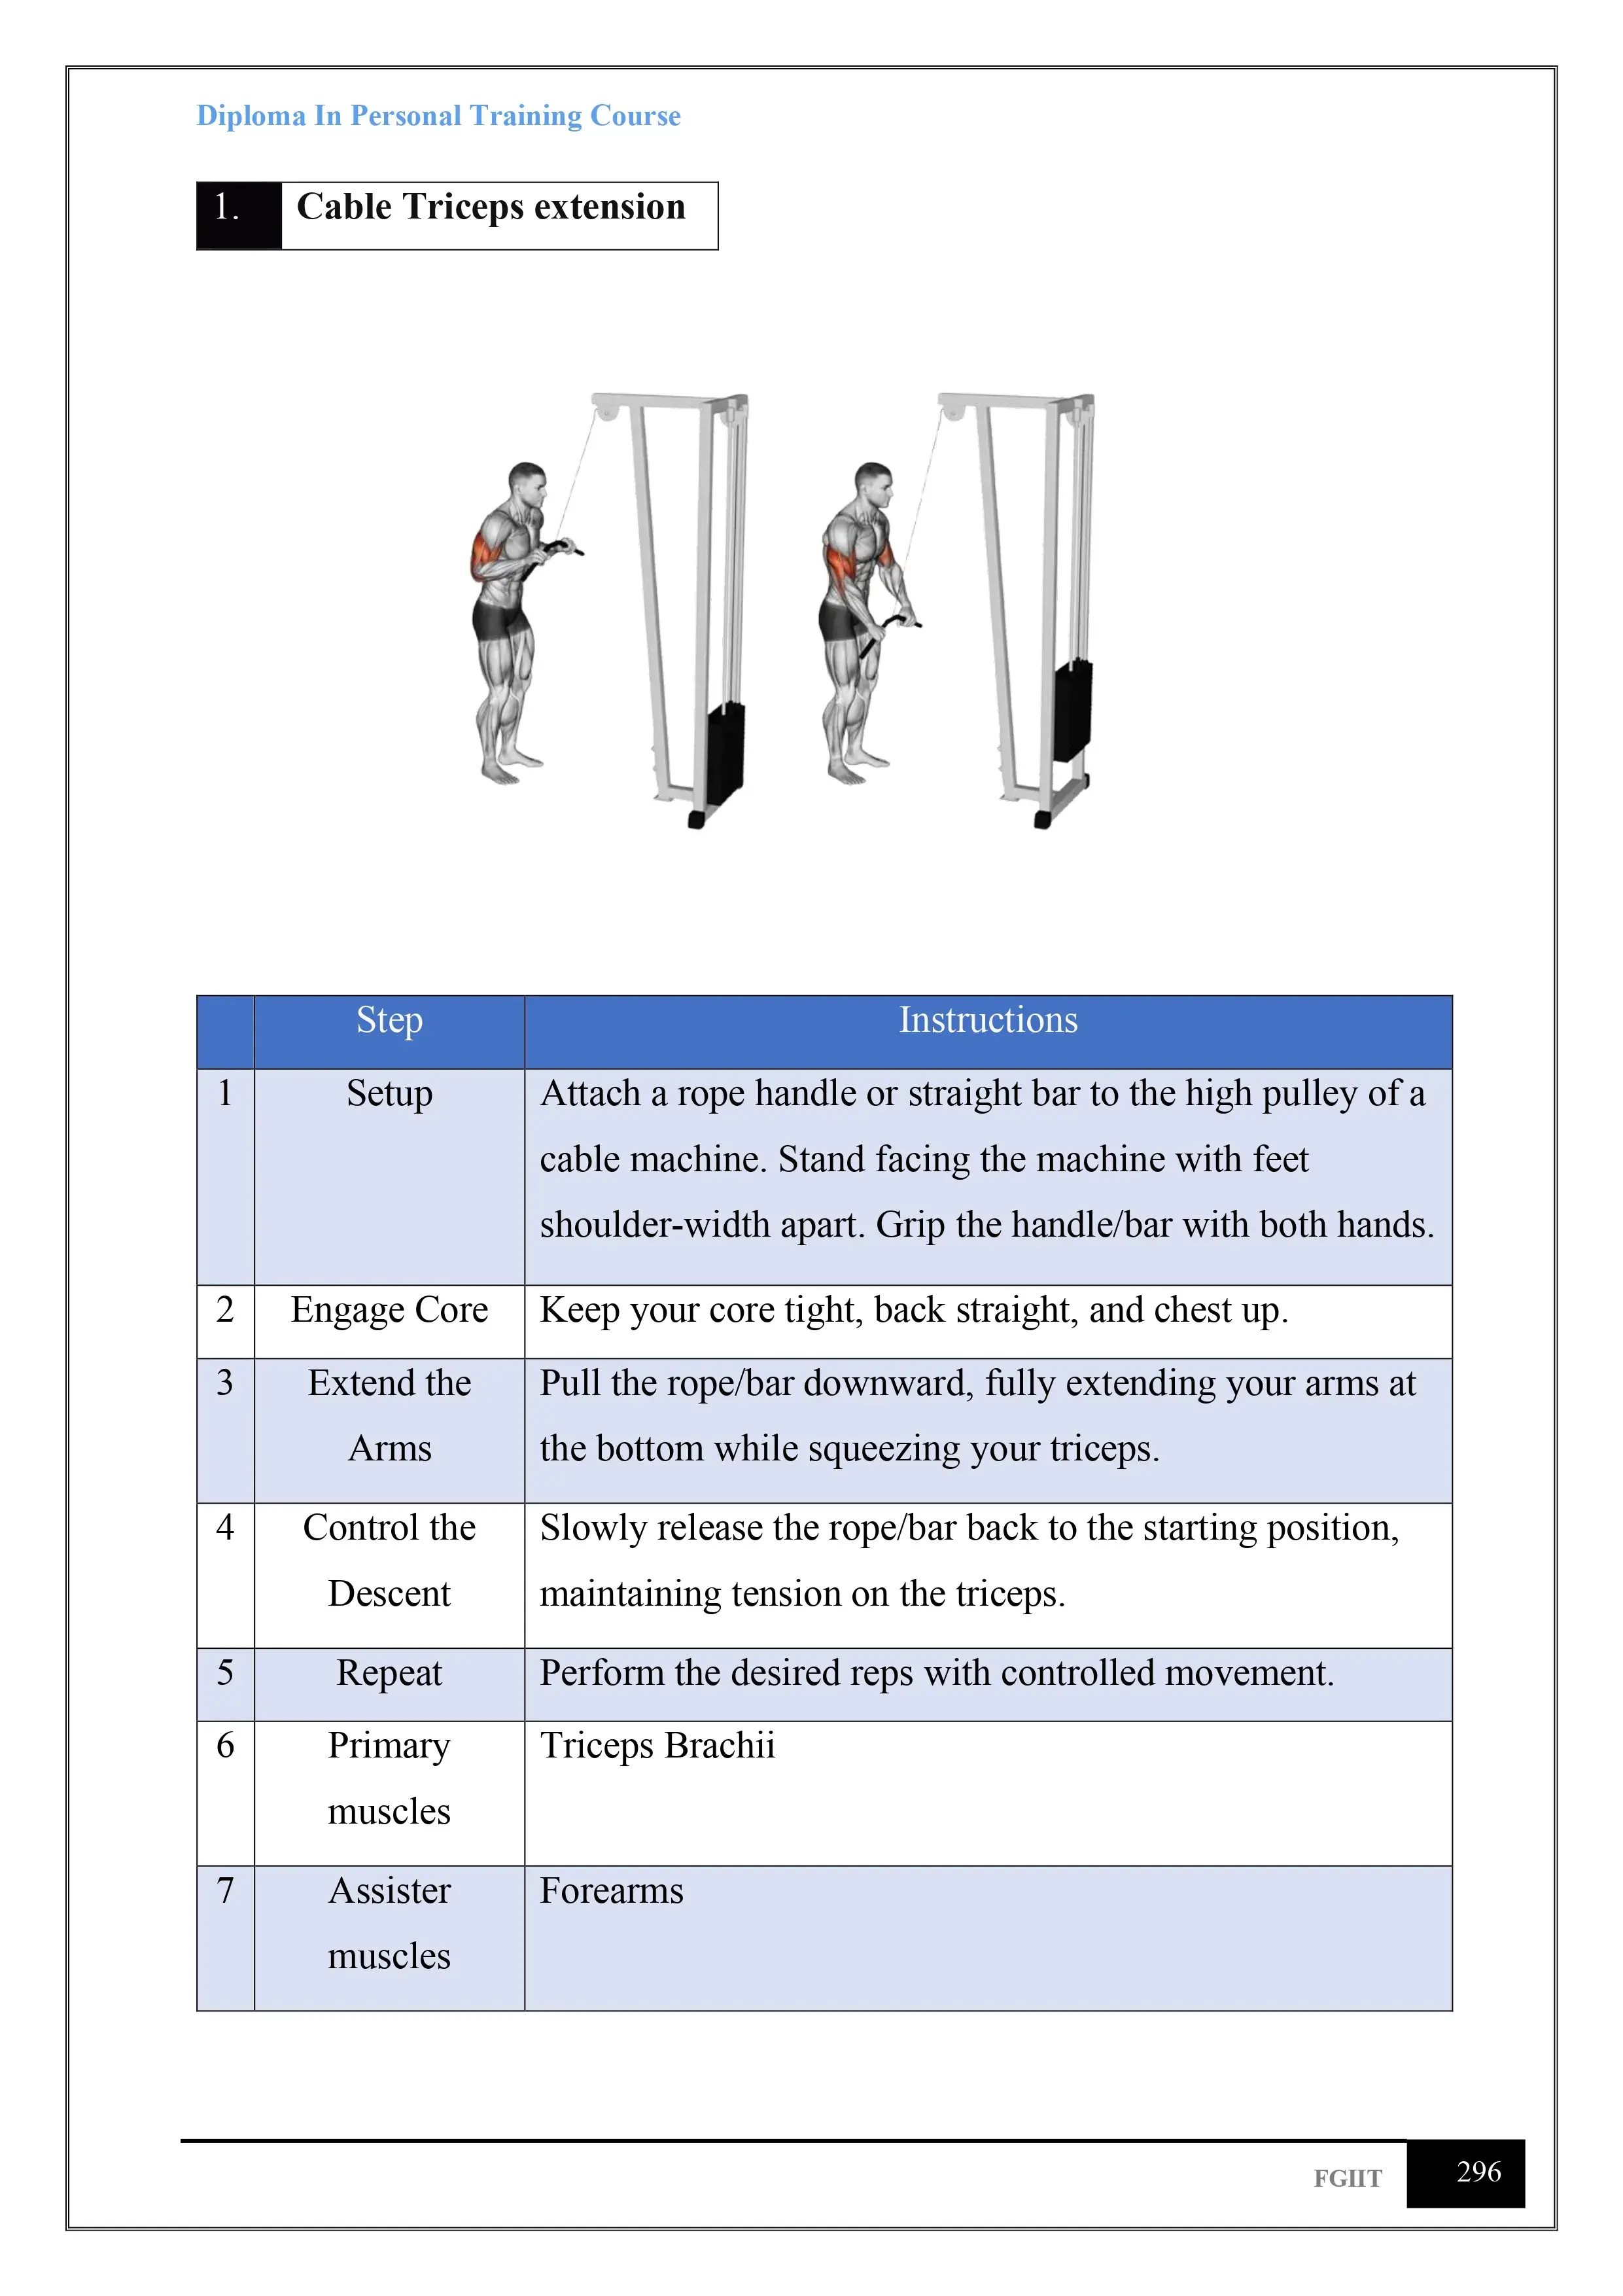 Diploma In Personal Training Course
1. Cable Triceps extension
Step Instructions
1 Setup Attach a rope handle or straight bar to the high pulley of a
cable machine. Stand facing the machine with feet
shoulder-width apart. Grip the handle/bar with both hands.
2 Engage Core Keep your core tight, back straight, and chest up.
3 Extend the Pull the rope/bar downward, fully extending your arms at
Arms the bottom while squeezing your triceps.
4 Control the Slowly release the rope/bar back to the starting position,
Descent maintaining tension on the triceps.
5 Repeat Perform the desired reps with controlled movement.
6 Primary Triceps Brachii
muscles
7 Assister Forearms
muscles
FGIIT 296